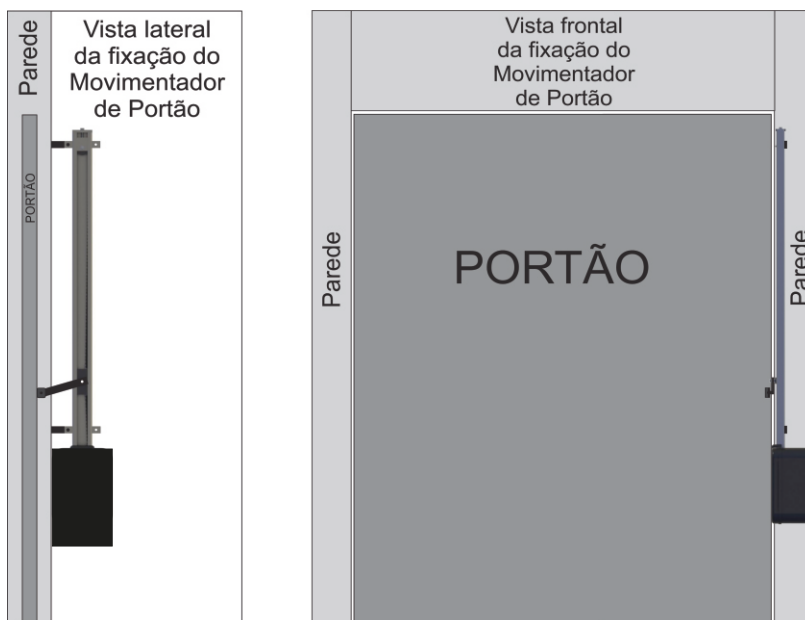 Parede
Vista lateral
da fixação do
Movimentador
de Portão
PORTÃO
Vista frontal
da fixação do
Movimentador
de Portão
Parede
PORTÃO
Parede